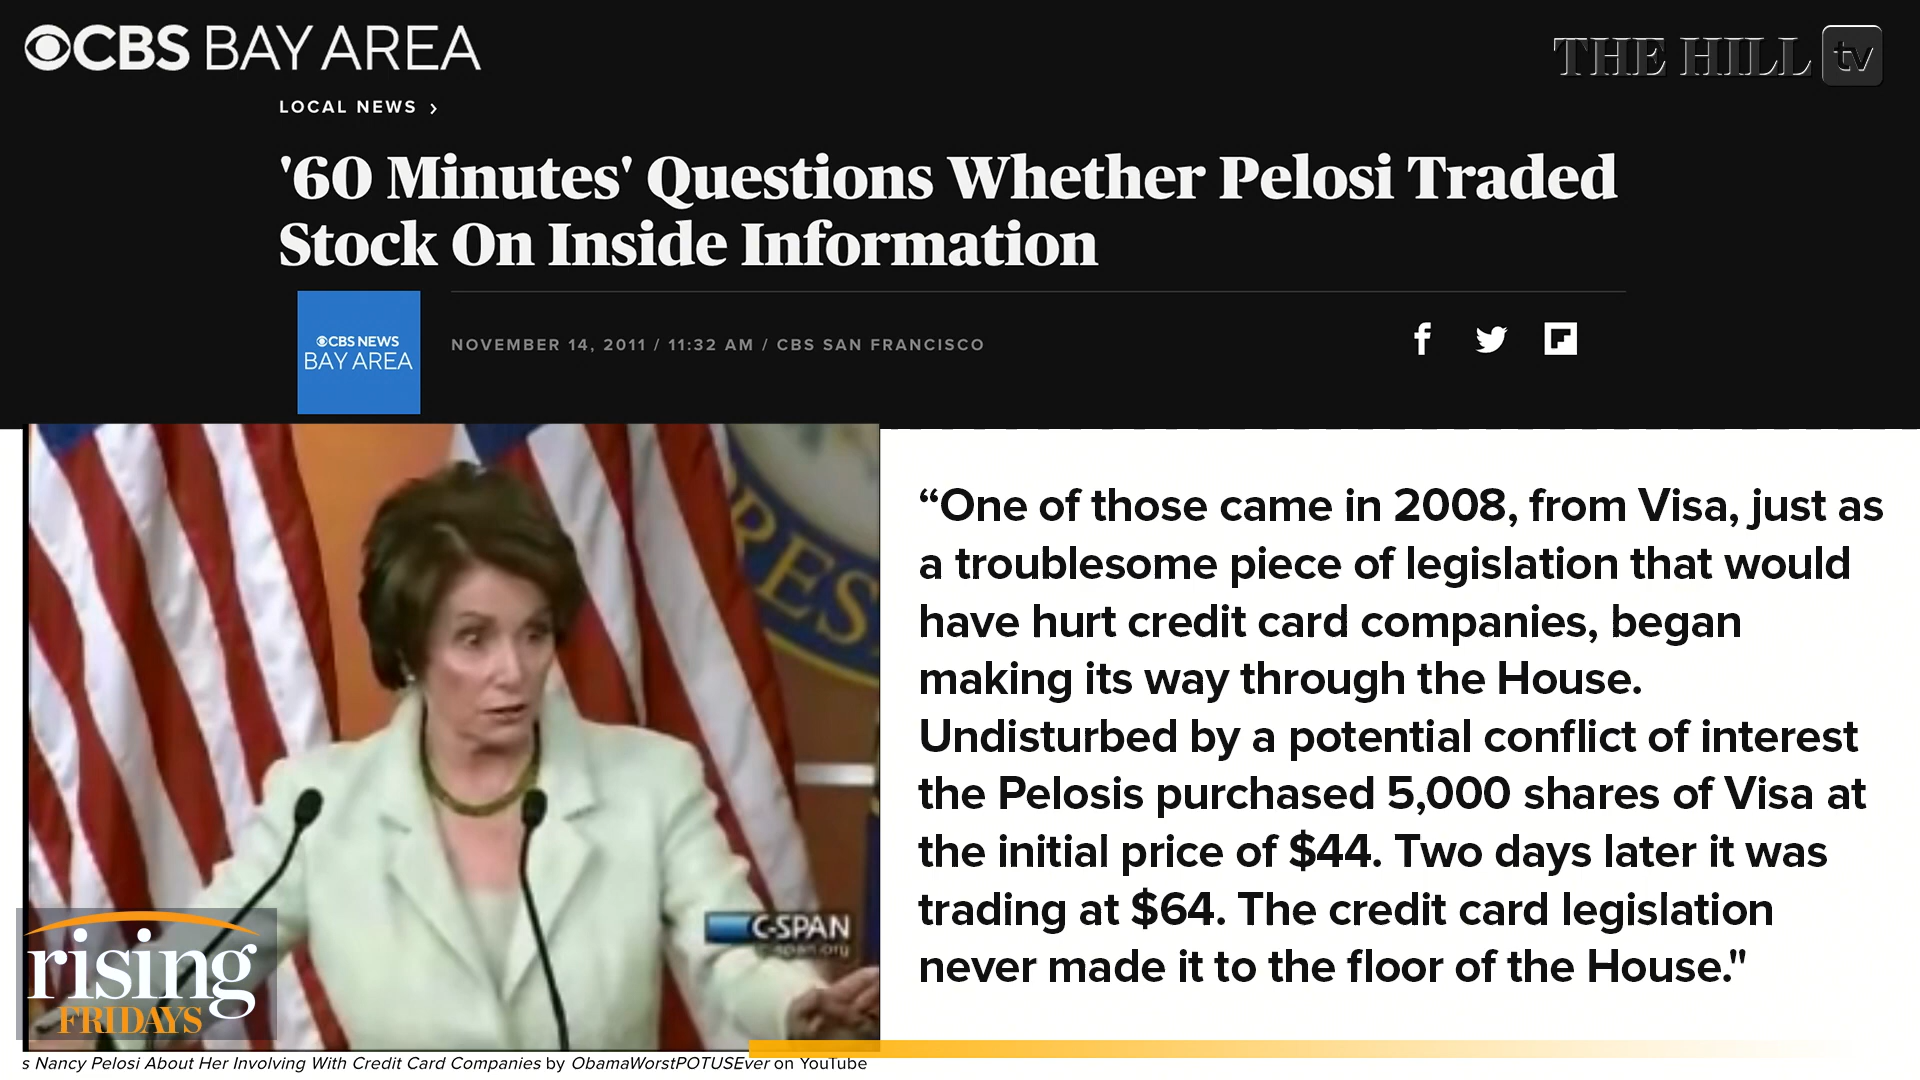 CBS BAY AREA
THE HILL tv
LOCAL NEWS >
'60 Minutes' Questions Whether Pelosi Traded
Stock On Inside Information
CBS NEWS
BAY AREA
NOVEMBER 14, 2011 / 11:32 AM / CBS SAN FRANCISCO
f
RES
C-SPAN
c-span.org
rising
FRIDAYS
s Nancy Pelosi About Her Involving With Credit Card Companies by ObamaWorstPOTUSEver on YouTube
“One of those came in 2008, from Visa, just as
a troublesome piece of legislation that would
have hurt credit card companies, began
making its way through the House.
Undisturbed by a potential conflict of interest
the Pelosis purchased 5,000 shares of Visa at
the initial price of $44. Two days later it was
trading at $64. The credit card legislation
never made it to the floor of the House."